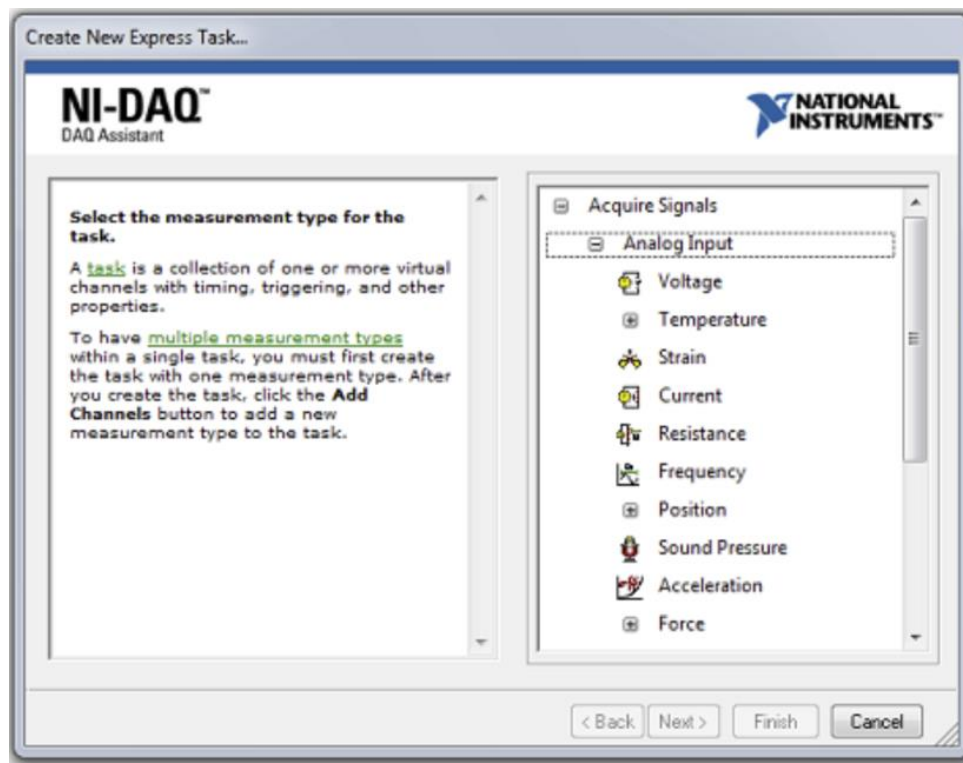 Create New Express Task...
NI-DAQ™
DAQ Assistant
NATIONAL
INSTRUMENTS™
Select the measurement type for the
task.
A task is a collection of one or more virtual
channels with timing, triggering, and other
properties.
To have multiple measurement types
within a single task, you must first create
the task with one measurement type. After
you create the task, click the Add
Channels button to add a new
measurement type to the task.
Acquire Signals
Analog Input
Voltage
Temperature
Strain
Current
Resistance
Frequency
Position
Sound Pressure
Acceleration
Force
< Back Next > Finish Cancel